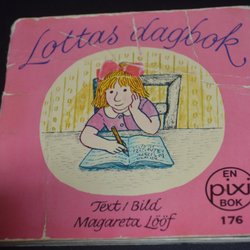 Lottas dagbok
Text/Bild
Magareta Lööf
EN
pixi
BOK
176